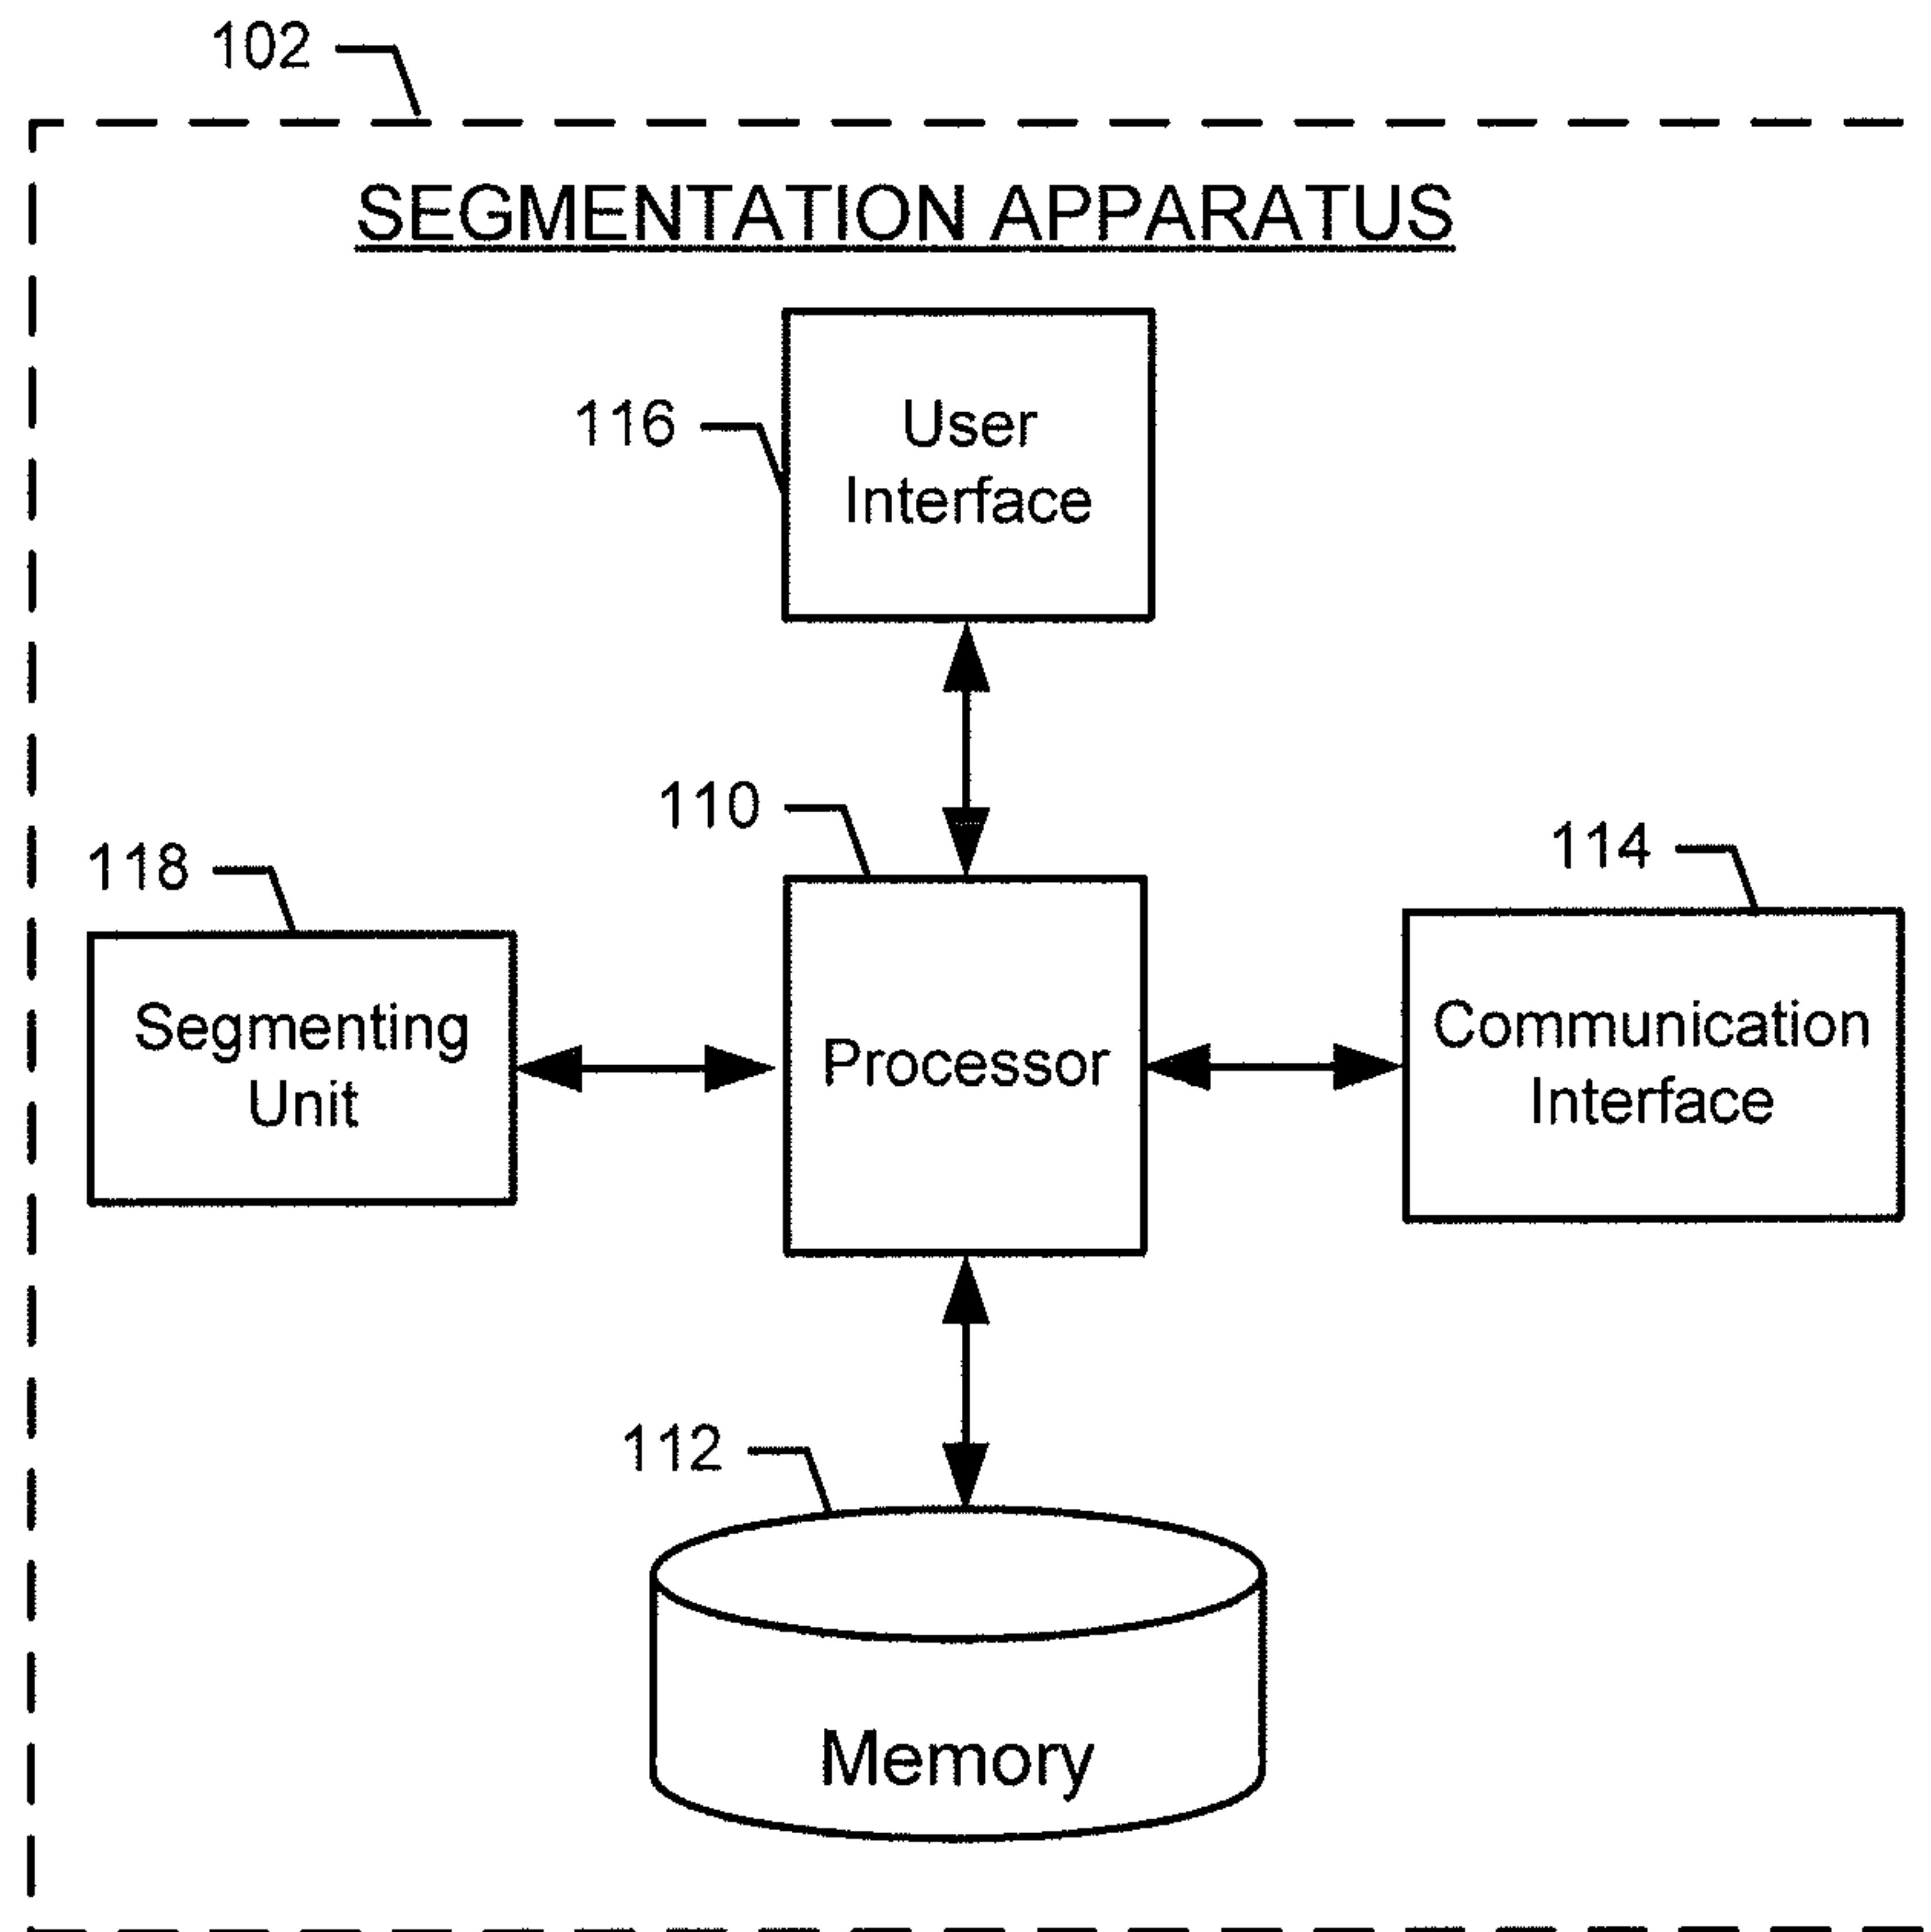 102
SEGMENTATION APPARATUS
116
User
Interface
110
118
114
Segmenting
Unit
Processor
Communication
Interface
112
Memory